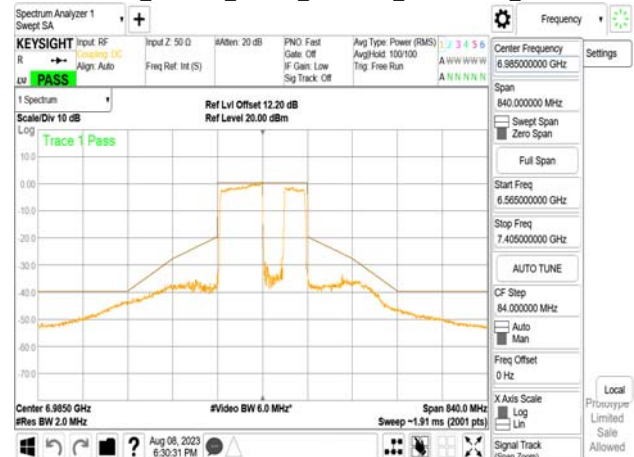 Spectrum Analyzer 1
Swept SA
Frequency
KEYSIGHT
R
LV
PASS
Input: RF
Coupling: DC
Align: Auto
Input Z: 50 Ω
Freq Ref: Int (S)
#Atten: 20 dB
PNO: Fast
Gate: Off
IF Gain: Low
Sig Track: Off
Avg Type: Power (RMS)
Avg|Hold: 100/100
Trig: Free Run
1 2 3 4 5 6
A W W W W W
A N N N N N
1 Spectrum
Scale/Div 10 dB
Ref Lvl Offset 12.20 dB
Ref Level 20.00 dBm
Log
Trace 1 Pass
10.0
0.00
-10.0
-20.0
-30.0
-40.0
-50.0
-60.0
-70.0
Center 6.9850 GHz
#Res BW 2.0 MHz
#Video BW 6.0 MHz*
Span 840.0 MHz
Sweep ~1.91 ms (2001 pts)
Aug 08, 2023
6:30:31 PM
Center Frequency
6.985000000 GHz
Span
840.000000 MHz
Swept Span
Zero Span
Full Span
Start Freq
6.565000000 GHz
Stop Freq
7.405000000 GHz
AUTO TUNE
CF Step
84.000000 MHz
Auto
Man
Freq Offset
0 Hz
X Axis Scale
Log
Lin
Signal Track
(Span Zoom)
Settings
Local
Prototype
Limited
Sale
Allowed